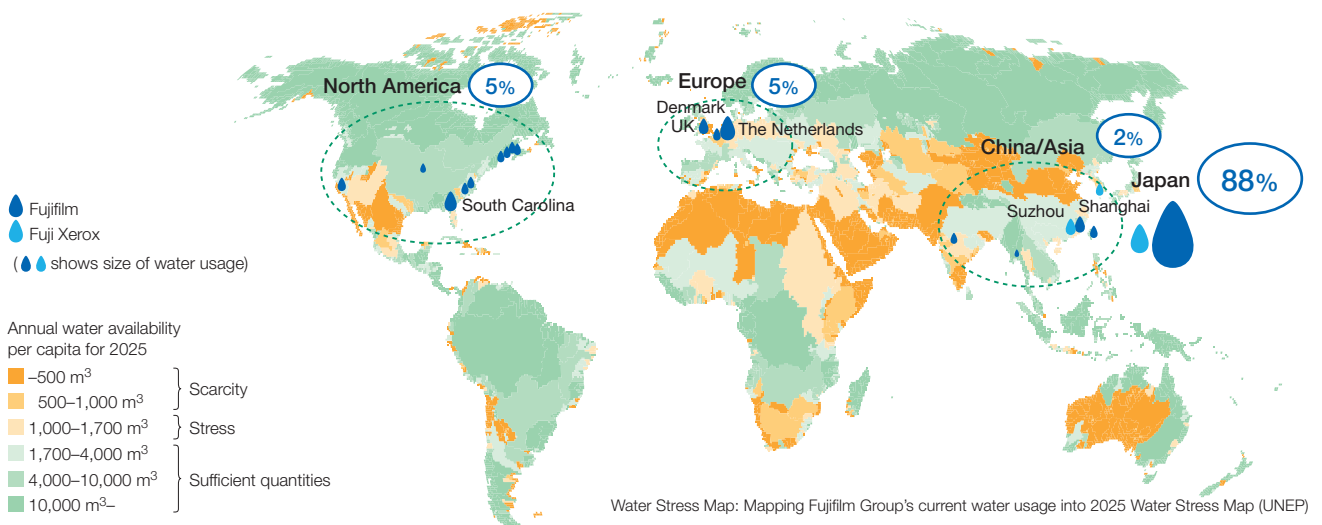 North America 5%
Europe 5%
Denmark
UK
The Netherlands
China/Asia 2%
Japan 88%
Suzhou
Shanghai
South Carolina
Fujifilm
Fuji Xerox
( shows size of water usage)
Annual water availability
per capita for 2025
–500 m³
500–1,000 m³
Scarcity
1,000–1,700 m³
Stress
1,700–4,000 m³
4,000–10,000 m³
Sufficient quantities
10,000 m³–
Water Stress Map: Mapping Fujifilm Group's current water usage into 2025 Water Stress Map (UNEP)